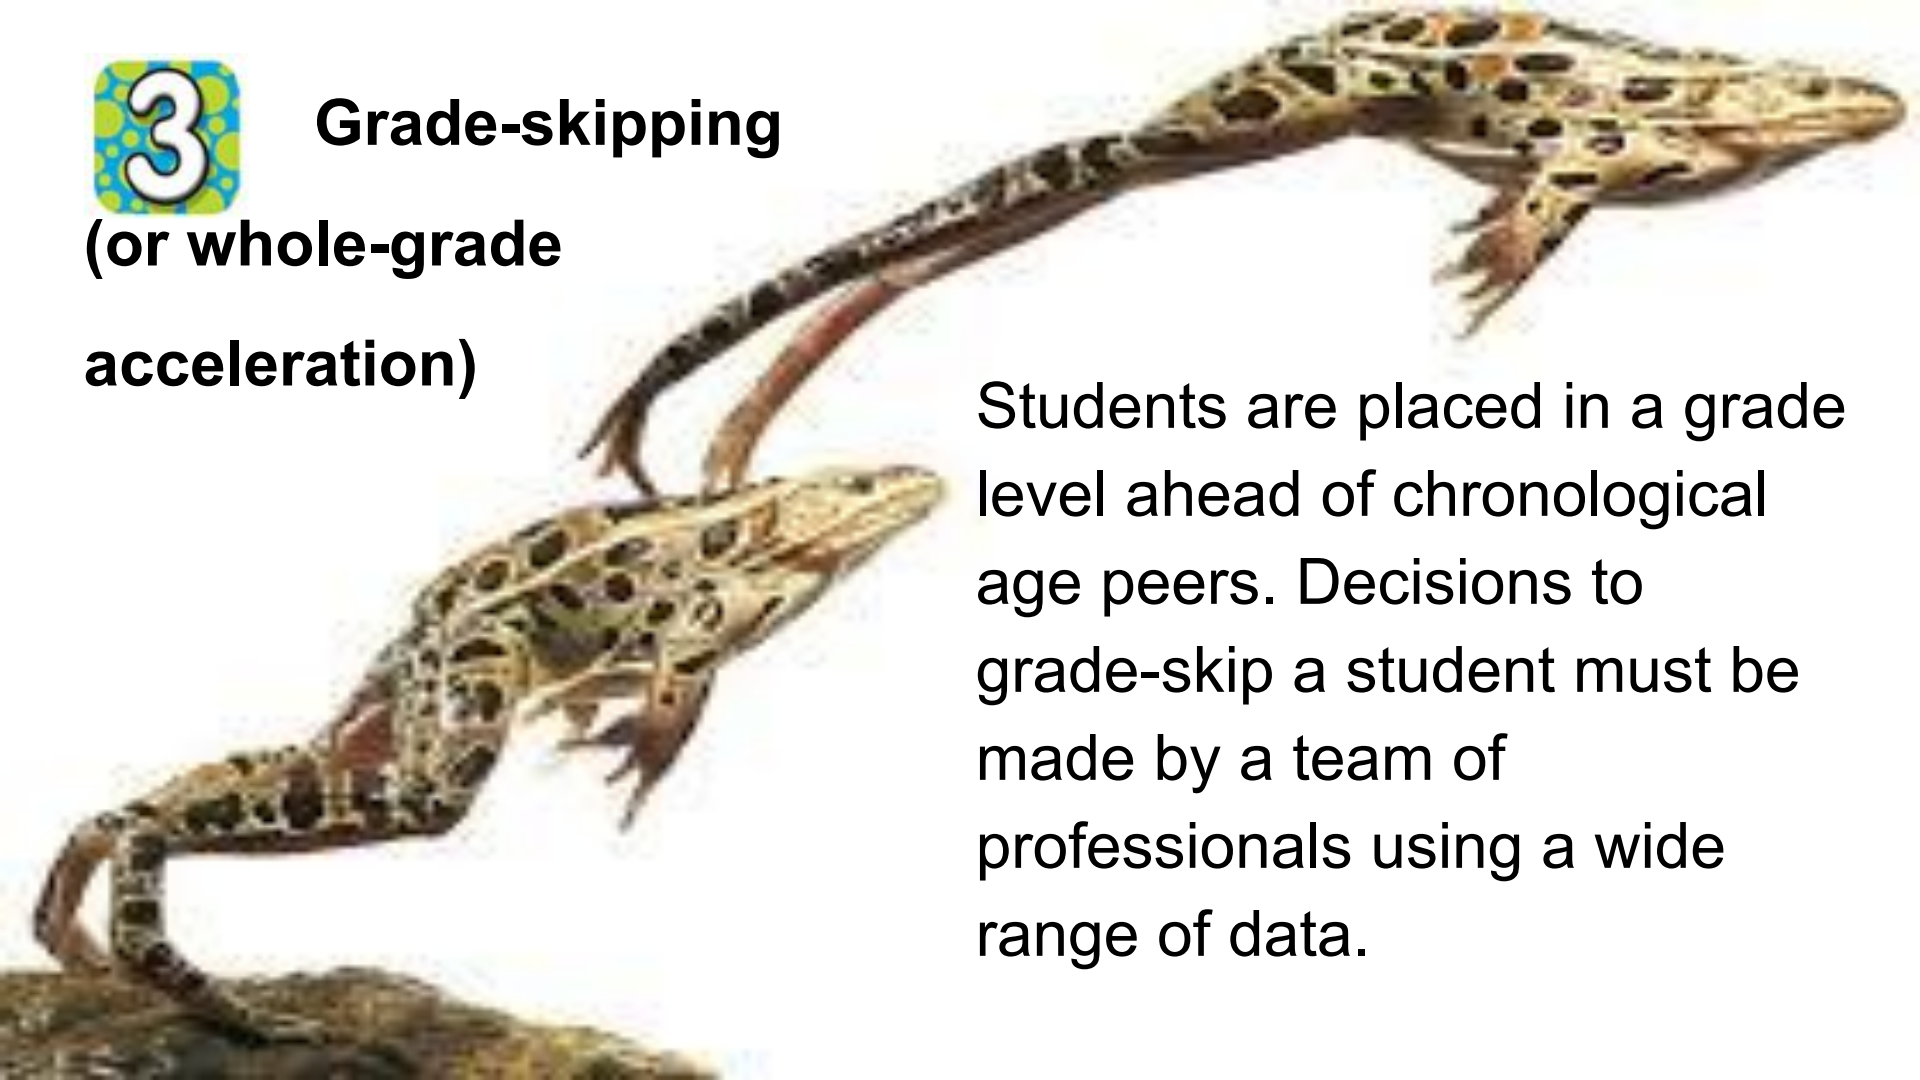 3 Grade-skipping
(or whole-grade
acceleration)
Students are placed in a grade
level ahead of chronological
age peers. Decisions to
grade-skip a student must be
made by a team of
professionals using a wide
range of data.